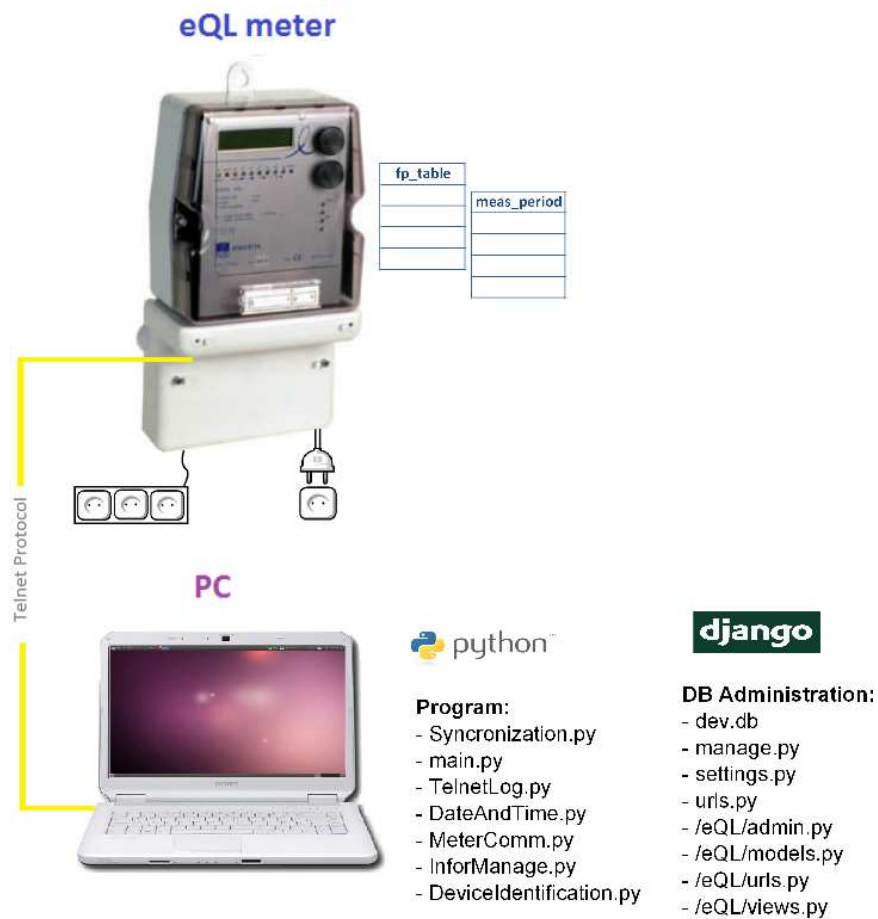 eQL meter
fp_table
meas_period
Telnet Protocol
PC
python
django
Program:
- Syncronization.py
- main.py
- TelnetLog.py
- DateAndTime.py
- MeterComm.py
- InforManage.py
- DeviceIdentification.py
DB Administration:
- dev.db
- manage.py
- settings.py
- urls.py
- /eQL/admin.py
- /eQL/models.py
- /eQL/urls.py
- /eQL/views.py